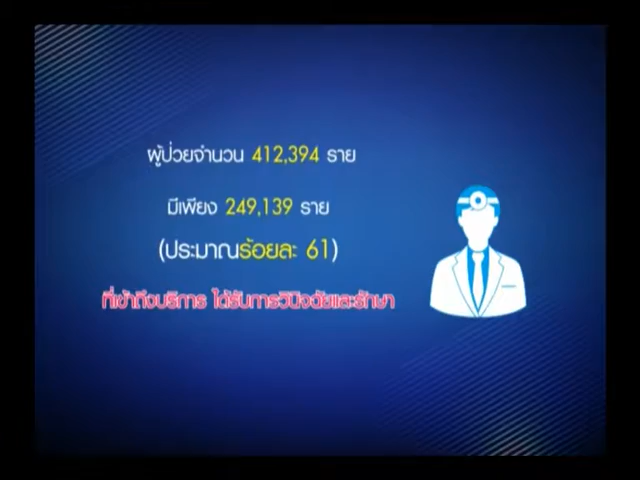 ผู้ป่วยจำนวน 412,394 ราย
มีเพียง 249,139 ราย
(ประมาณร้อยละ 61)
ที่เข้าถึงบริการ ได้รับการวินิจฉัยและรักษา